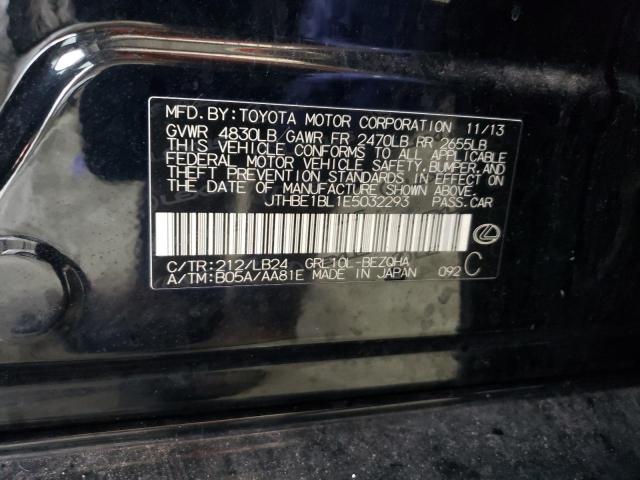 MFD. BY: TOYOTA MOTOR CORPORATION 11/13
GVWR 4830LB/GAWR FR 2470LB RR 2655LB
THIS VEHICLE CONFORMS TO ALL APPLICABLE
FEDERAL MOTOR VEHICLE SAFETY, BUMPER, AND
THEFT PREVENTION STANDARDS IN EFFECT ON
THE DATE OF MANUFACTURE SHOWN ABOVE.
JTHBE1BL1E5032293 PASS.CAR
C/TR:212/LB24 GRL10L-BEZQHA
A/TM:B05A/AA81E MADE IN JAPAN 092 C